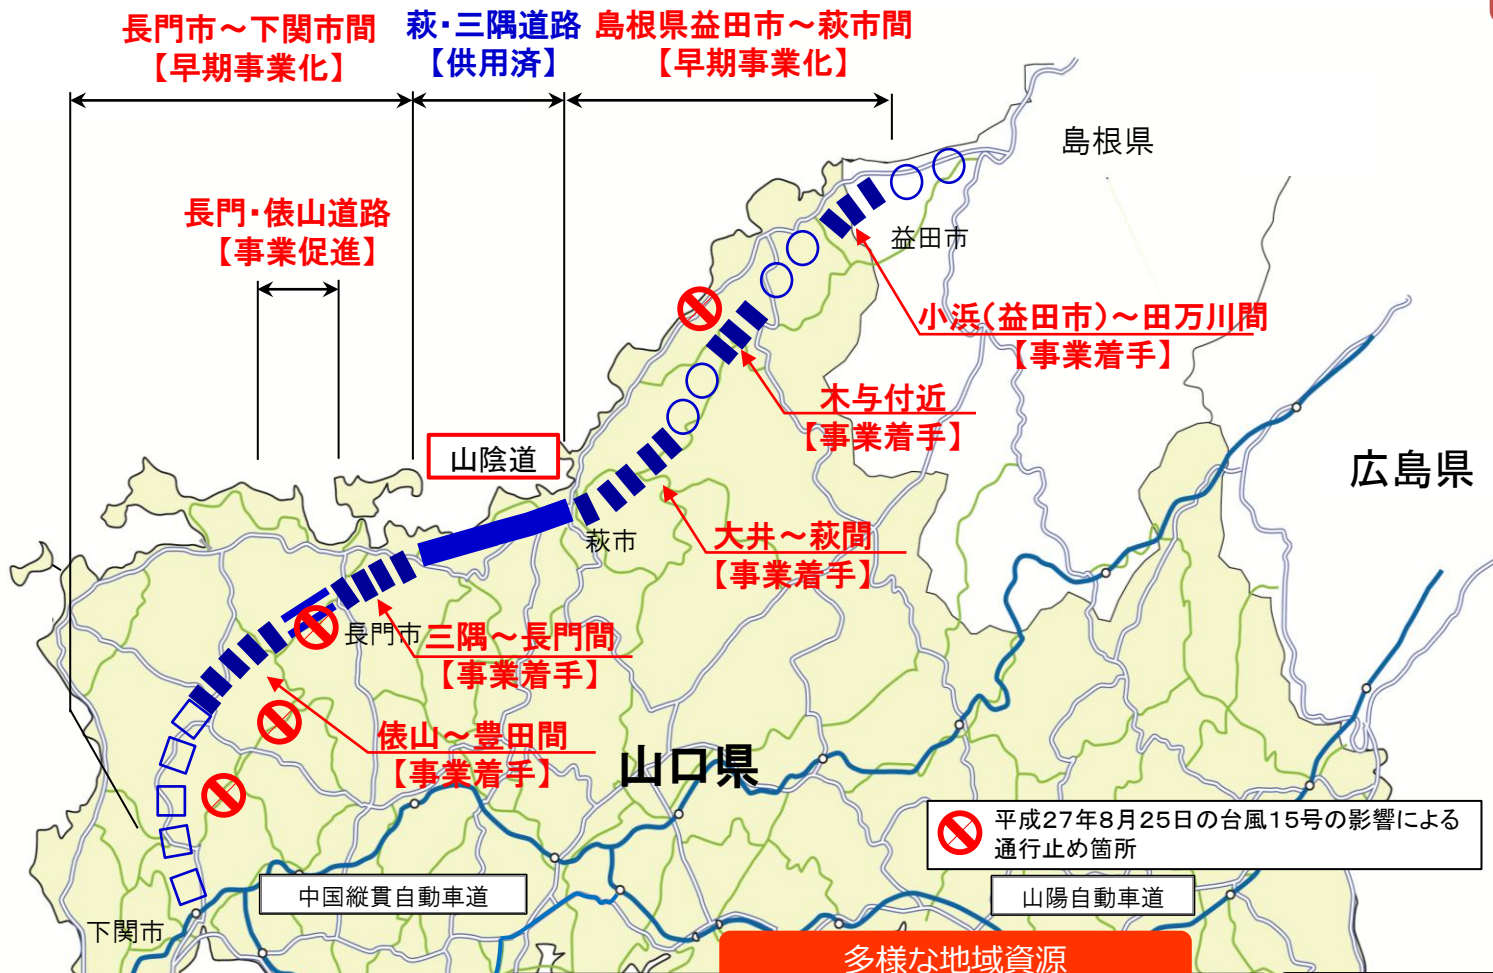 長門市～下関市間
【早期事業化】
萩・三隅道路
【供用済】
島根県益田市～萩市間
【早期事業化】
島根県
長門・俵山道路
【事業促進】
益田市
小浜(益田市)～田万川間
【事業着手】
木与付近
【事業着手】
山陰道
広島県
萩市
大井～萩間
【事業着手】
長門市
三隅～長門間
【事業着手】
俵山～豊田間
【事業着手】
山口県
平成27年8月25日の台風15号の影響による
通行止め箇所
中国縦貫自動車道
山陽自動車道
下関市
多様な地域資源